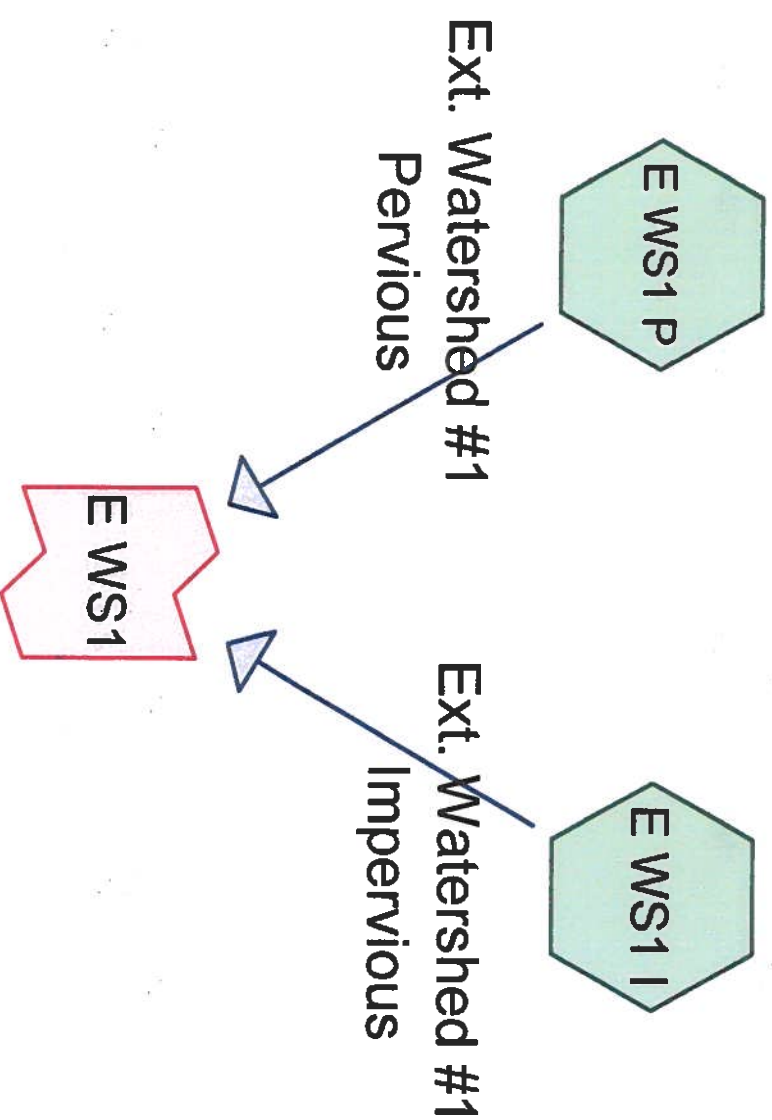 E WS1 P
Ext. Watershed #1
Pervious
E WS1 I
Ext. Watershed #1
Impervious
E WS1